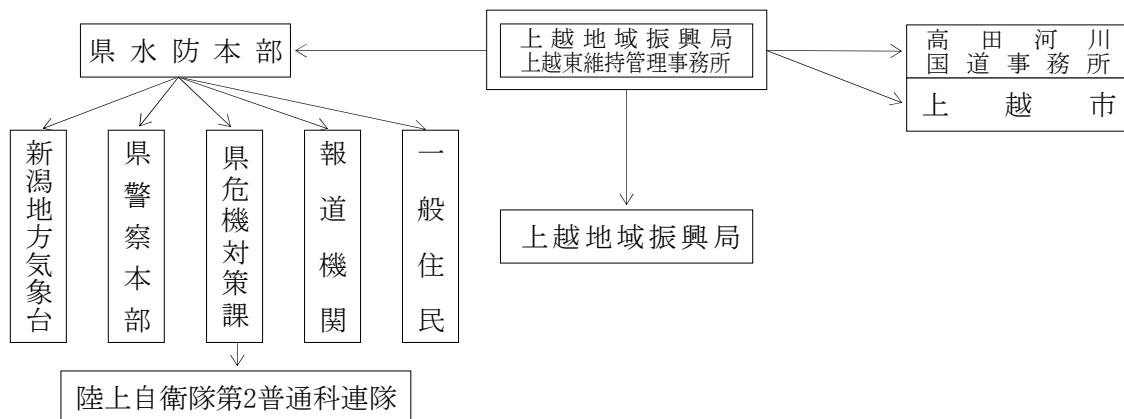 県水防本部
上越地域振興局
上越東維持管理事務所
高田河川
国道事務所
上越市
新潟地方気象台
県警察本部
県危機対策課
報道機関
一般住民
上越地域振興局
陸上自衛隊第2普通科連隊